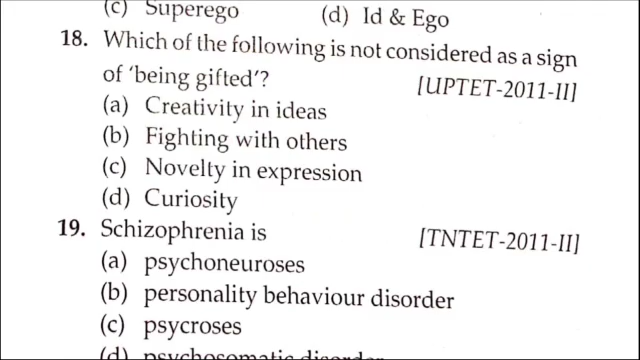 (c) Superego (d) Id & Ego
18. Which of the following is not considered as a sign
of 'being gifted'? [UPTET-2011-II]
(a) Creativity in ideas
(b) Fighting with others
(c) Novelty in expression
(d) Curiosity
19. Schizophrenia is [TNTET-2011-II]
(a) psychoneuroses
(b) personality behaviour disorder
(c) psycroses
(d) psychosomatic disorder